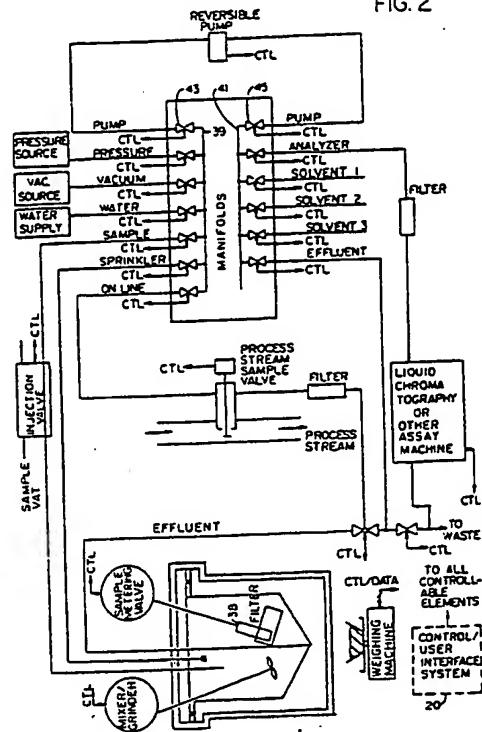 FIG. 2
REVERSIBLE
PUMP
CTL
43
41
45
PUMP
CTL
39
PUMP
CTL
PRESSURE
SOURCE
PRESSURE
CTL
ANALYZER
CTL
VAC.
SOURCE
VACUUM
CTL
SOLVENT 1
CTL
FILTER
WATER
SUPPLY
WATER
CTL
SOLVENT 2
CTL
SAMPLE
CTL
SOLVENT 3
CTL
SPRINKLER
CTL
EFFLUENT
CTL
ON LINE
CTL
MANIFOLDS
CTL
INJECTION
VALVE
SAMPLE
VAT
CTL
PROCESS
STREAM
SAMPLE
VALVE
FILTER
PROCESS
STREAM
LIQUID
CHROMA
TOGRAPHY
OR
OTHER
ASSAY
MACHINE
CTL
EFFLUENT
CTL
CTL
TO
WASTE
CTL
SAMPLE
METERING
VALVE
38
FILTER
CTL
MIXER/
GRINDER
CTL/DATA
WEIGHING
MACHINE
TO ALL
CONTROLL-
ABLE
ELEMENTS
CONTROL/
USER
INTERFACE
SYSTEM
20